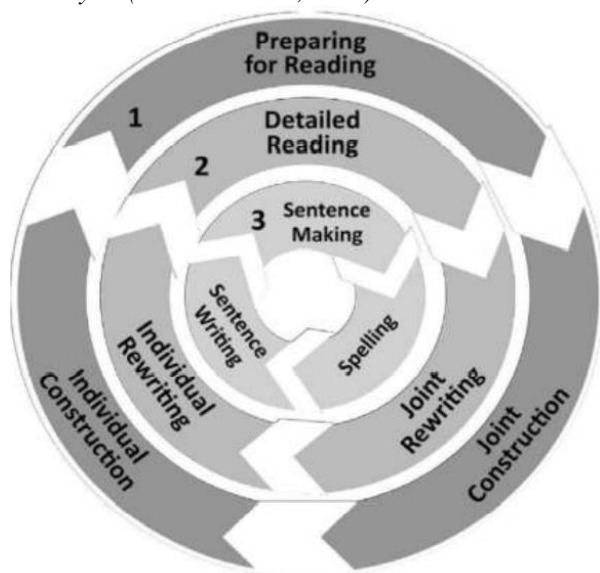 Preparing
for Reading
1
Detailed
Reading
2
3
Sentence
Making
Sentence
Writing
Spelling
Individual
Rewriting
Joint
Rewriting
Individual
Construction
Joint
Construction